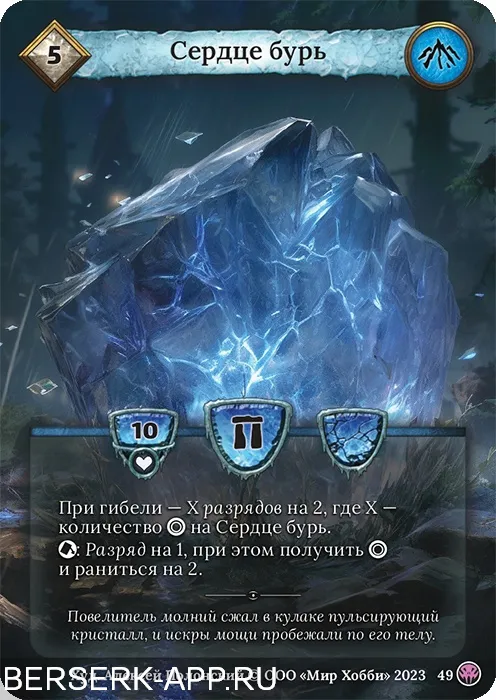 5
Сердце бурь
10
При гибели — X разрядов на 2, где X —
количество на Сердце бурь.
: Разряд на 1, при этом получить
и раниться на 2.
Повелитель молний сжал в кулаке пульсирующий
кристалл, и искры мощи пробежали по его телу.
ООО «Мир Хобби» 2023 49
BERSERK-APP.RU